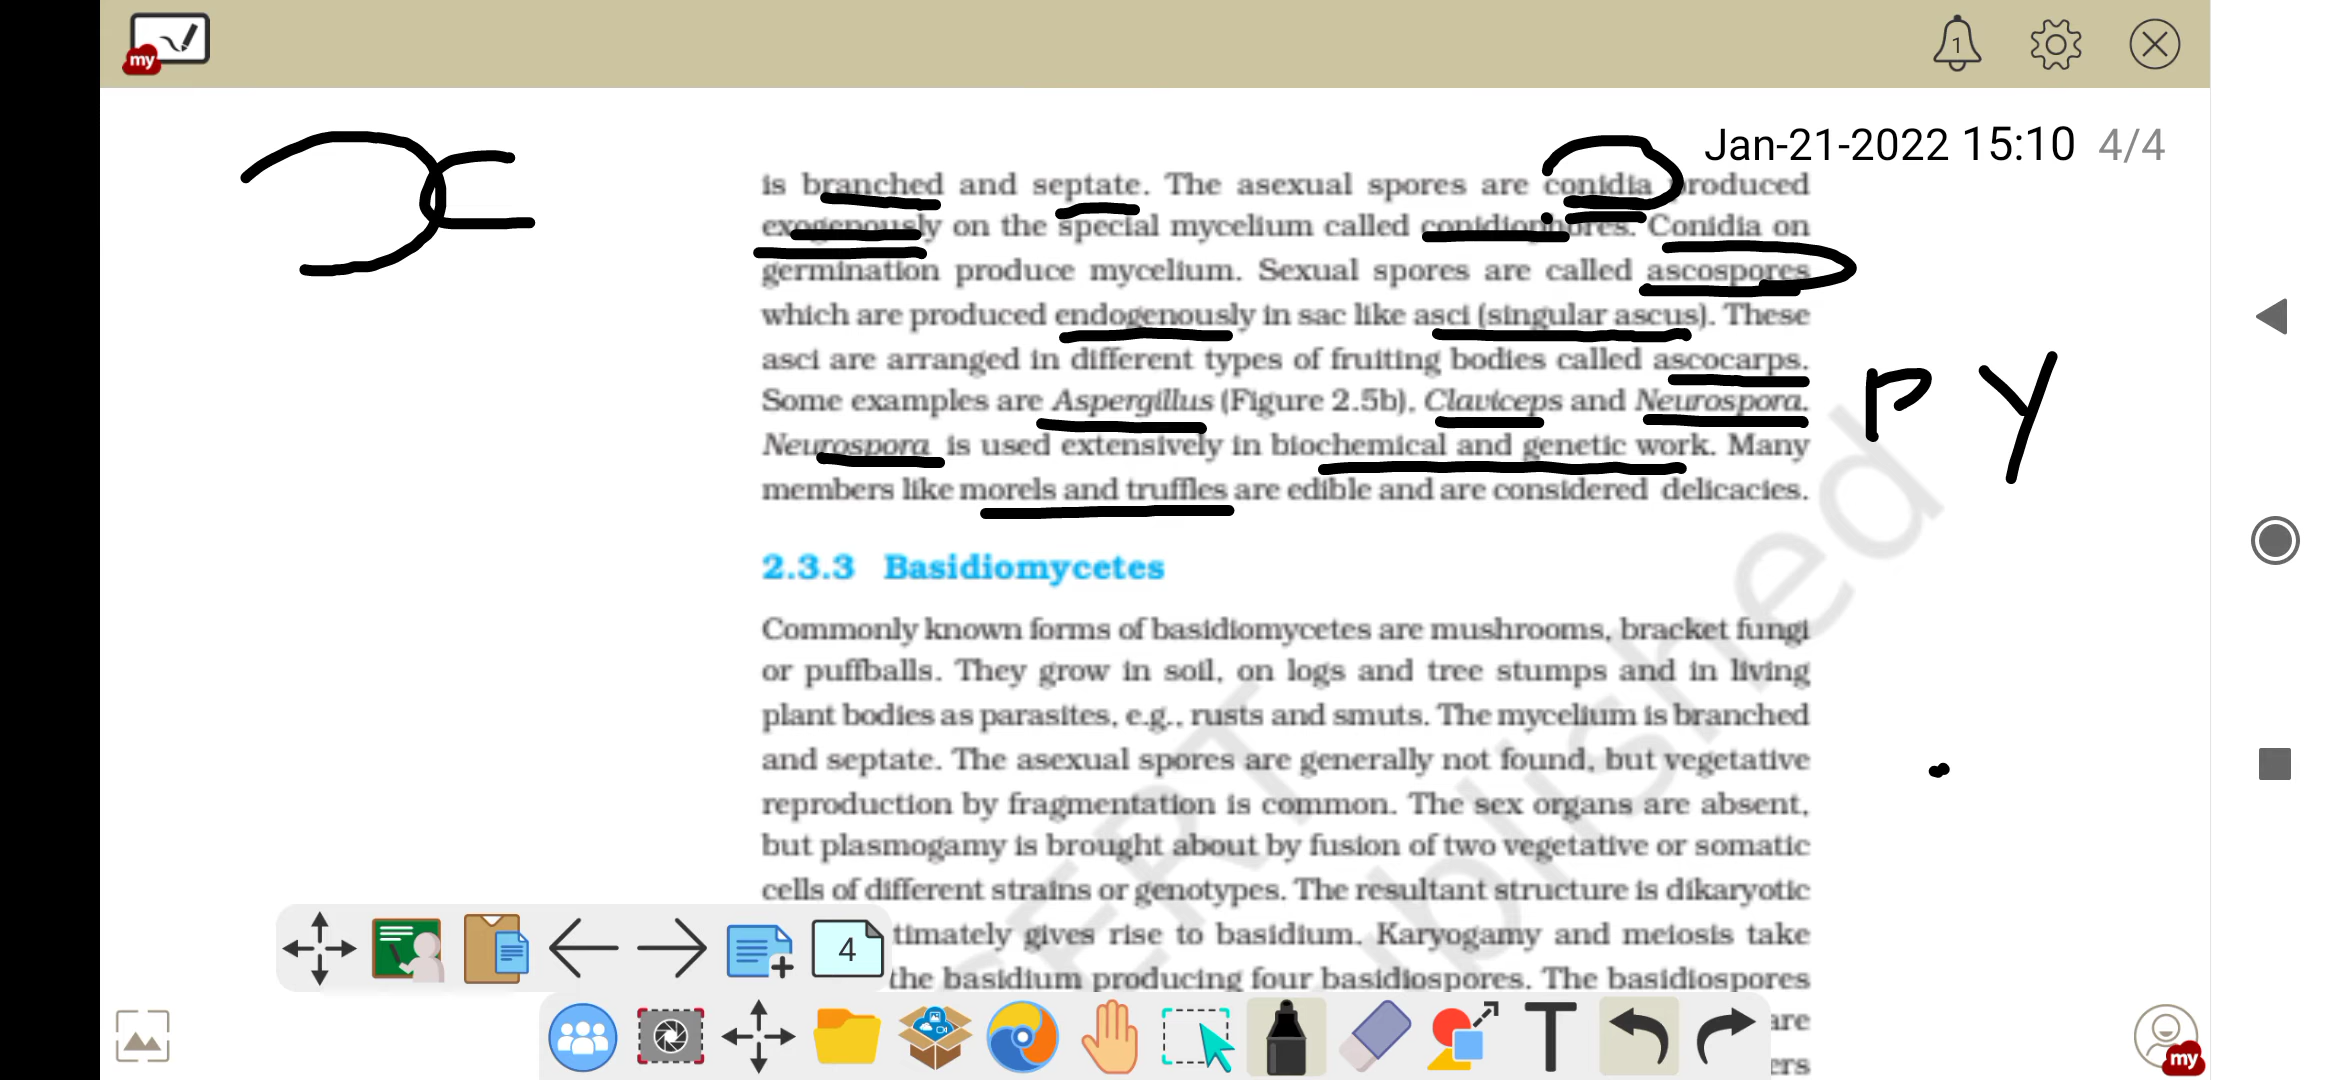 my
1
Jan-21-2022 15:10 4/4
is branched and septate. The asexual spores are conidia produced
exogenously on the special mycelium called conidiophores. Conidia on
germination produce mycelium. Sexual spores are called ascospores
which are produced endogenously in sac like asci (singular ascus). These
asci are arranged in different types of fruiting bodies called ascocarps.
Some examples are Aspergillus (Figure 2.5b), Claviceps and Neurospora.
Neurospora is used extensively in biochemical and genetic work. Many
members like morels and truffles are edible and are considered delicacies.
P Y
2.3.3 Basidiomycetes
Commonly known forms of basidiomycetes are mushrooms, bracket fungi
or puffballs. They grow in soil, on logs and tree stumps and in living
plant bodies as parasites, e.g., rusts and smuts. The mycelium is branched
and septate. The asexual spores are generally not found, but vegetative
reproduction by fragmentation is common. The sex organs are absent,
but plasmogamy is brought about by fusion of two vegetative or somatic
cells of different strains or genotypes. The resultant structure is dikaryotic
timately gives rise to basidium. Karyogamy and meiosis take
the basidium producing four basidiospores. The basidiospores
are
ers
4
T
my